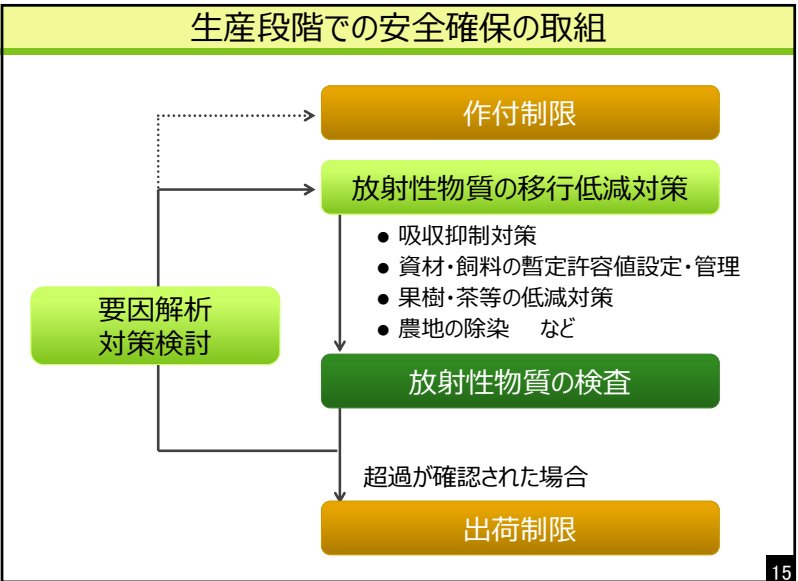 生産段階での安全確保の取組
作付制限
放射性物質の移行低減対策
● 吸収抑制対策
● 資材・飼料の暫定許容値設定・管理
● 果樹・茶等の低減対策
● 農地の除染 など
要因解析
対策検討
放射性物質の検査
超過が確認された場合
出荷制限
15